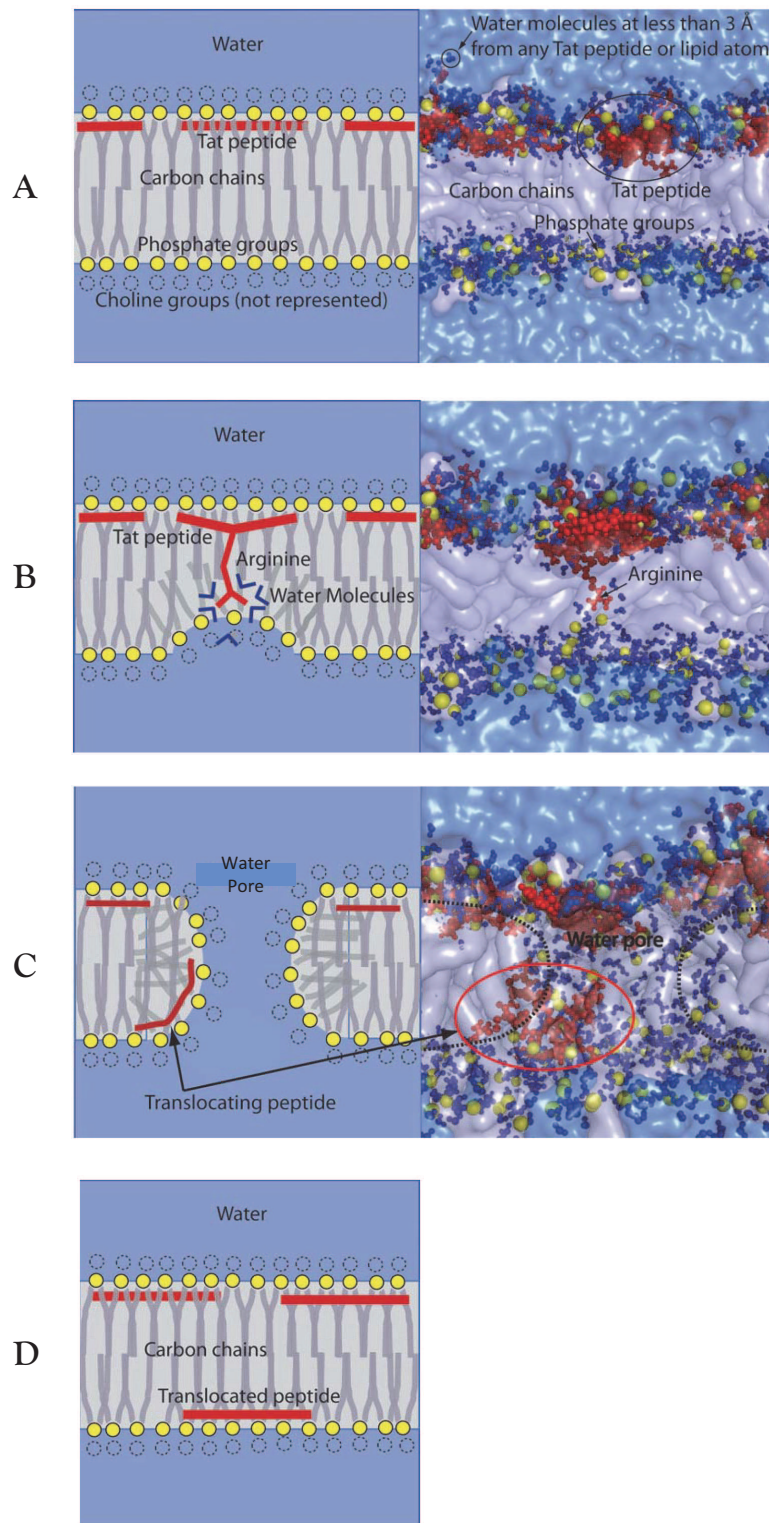 A
Water
Tat peptide
Carbon chains
Phosphate groups
Choline groups (not represented)
Water molecules at less than 3 Å
from any Tat peptide or lipid atom
Carbon chains
Tat peptide
Phosphate groups
B
Water
Tat peptide
Arginine
Water Molecules
Arginine
C
Water
Pore
Translocating peptide
Water pore
D
Water
Carbon chains
Translocated peptide